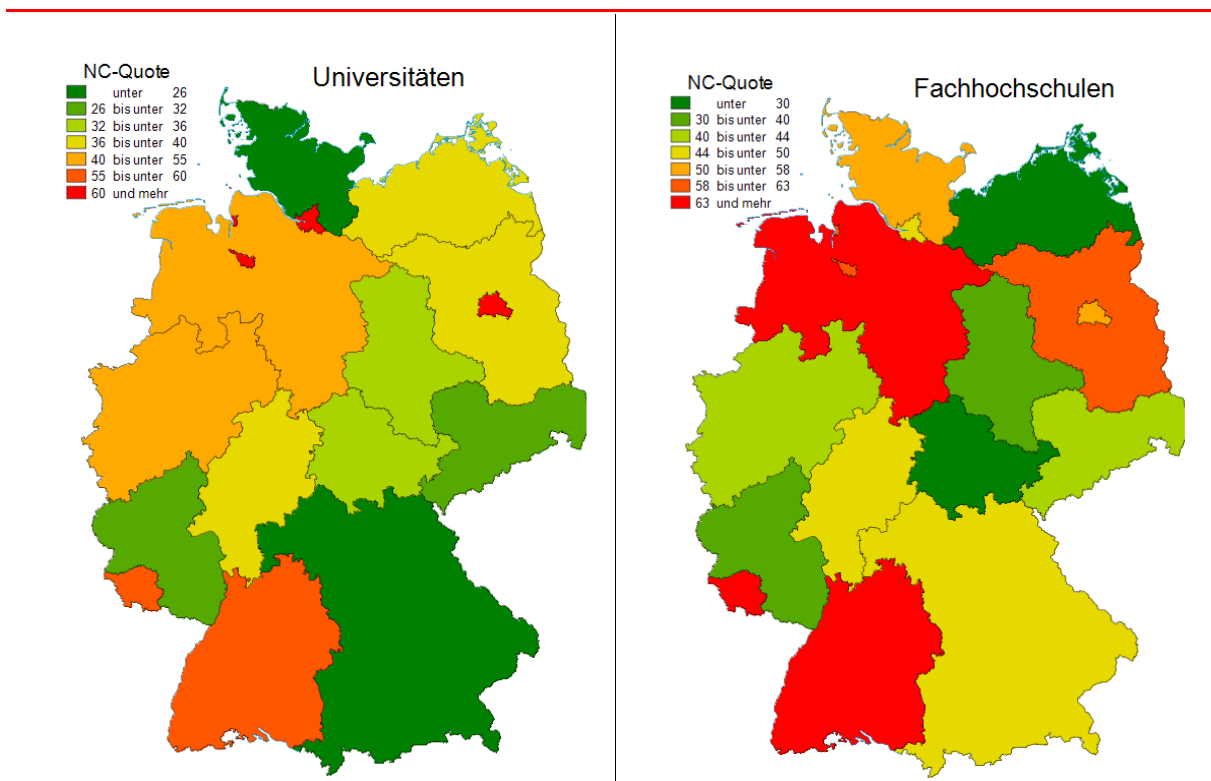 NC-Quote
Universitäten
unter 26
26 bis unter 32
32 bis unter 36
36 bis unter 40
40 bis unter 55
55 bis unter 60
60 und mehr
NC-Quote
Fachhochschulen
unter 30
30 bis unter 40
40 bis unter 44
44 bis unter 50
50 bis unter 58
58 bis unter 63
63 und mehr